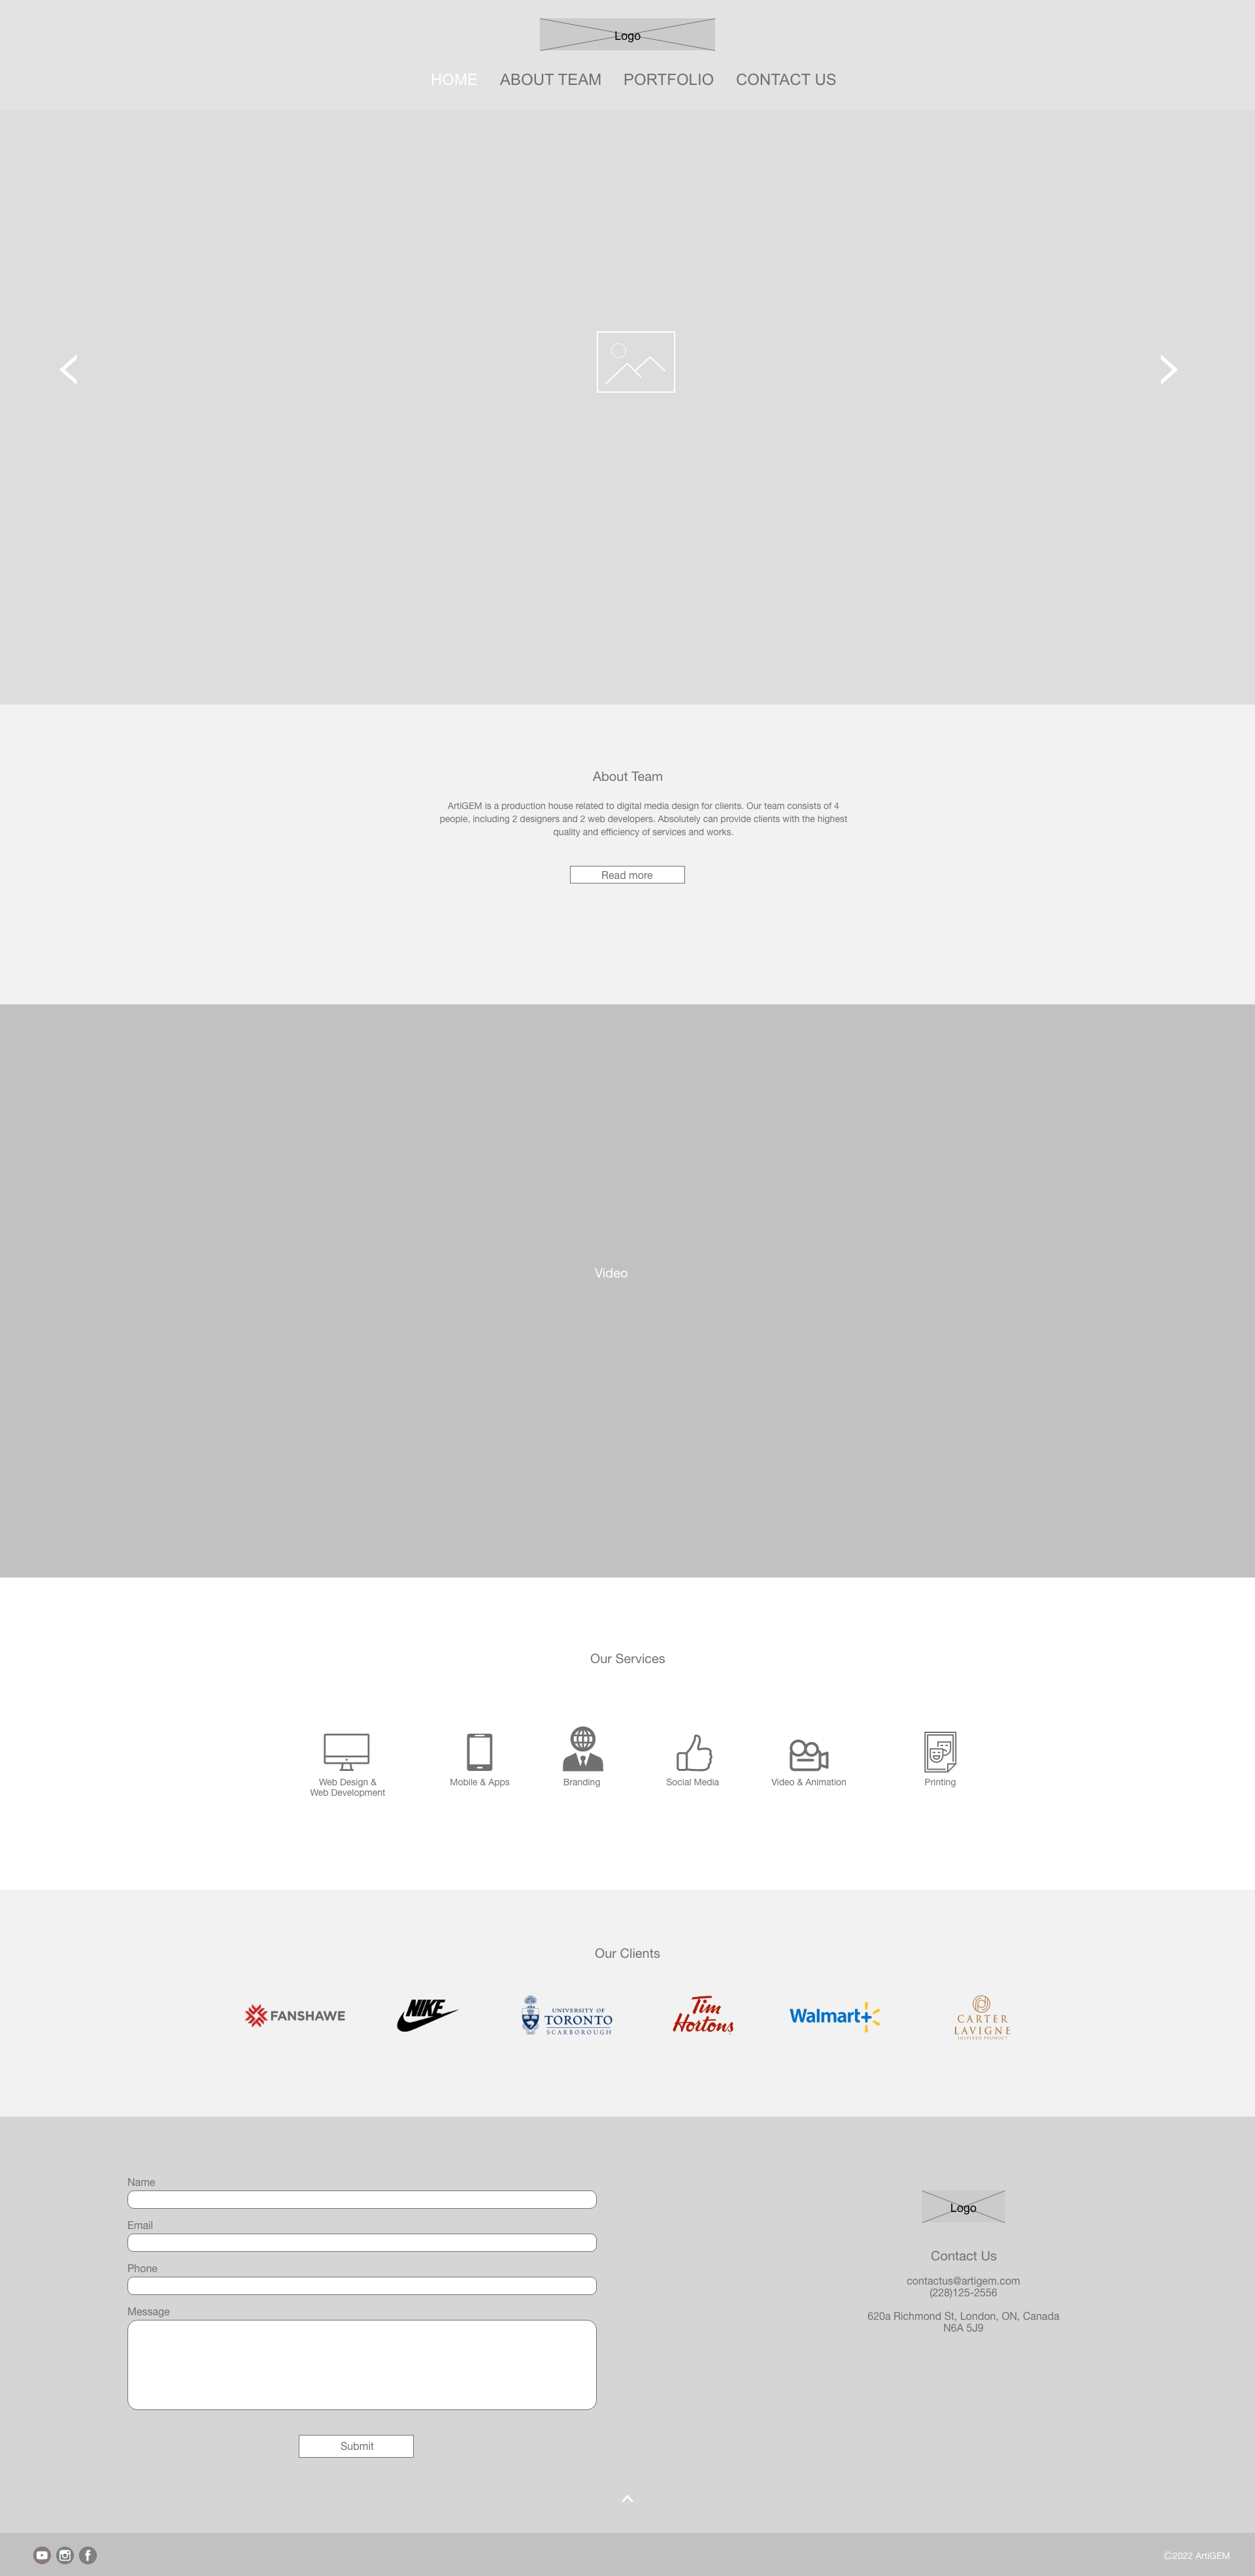 Logo
HOME ABOUT TEAM PORTFOLIO CONTACT US
About Team
ArtiGEM is a production house related to digital media design for clients. Our team consists of 4
people, including 2 designers and 2 web developers. Absolutely can provide clients with the highest
quality and efficiency of services and works.
Read more
Video
Our Services
Web Design &
Web Development
Mobile & Apps
Branding
Social Media
Video & Animation
Printing
Our Clients
FANSHAWE
NIKE
UNIVERSITY OF
TORONTO
SCARBOROUGH
Tim
Hortons
Walmart+
CARTER
LAVIGNE
INSPIRED PRODUCT
Name
Email
Phone
Message
Submit
Logo
Contact Us
contactus@artigem.com
(228)125-2556
620a Richmond St, London, ON, Canada
N6A 5J9
©2022 ArtiGEM